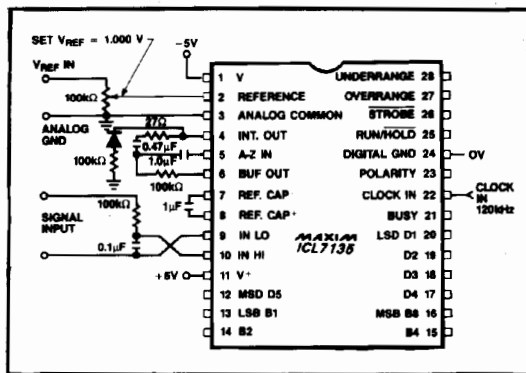 SET VREF = 1.000 V
-5V
VREF IN
100kΩ
ANALOG
GND
27Ω
0.47µF
1.0µF
100kΩ
100kΩ
100kΩ
SIGNAL
INPUT
1µF
0.1µF
+5V
1 V
2 REFERENCE
3 ANALOG COMMON
4 INT. OUT
5 A-Z IN
6 BUF OUT
7 REF. CAP-
8 REF. CAP+
9 IN LO
10 IN HI
11 V+
12 MSD D5
13 LSB B1
14 B2
MAXIM
ICL7135
UNDERRANGE 28
OVERRANGE 27
STROBE 26
RUN/HOLD 25
DIGITAL GND 24
POLARITY 23
CLOCK IN 22
BUSY 21
LSD D1 20
D2 19
D3 18
D4 17
MSB B8 16
B4 15
0V
CLOCK
IN
120kHz